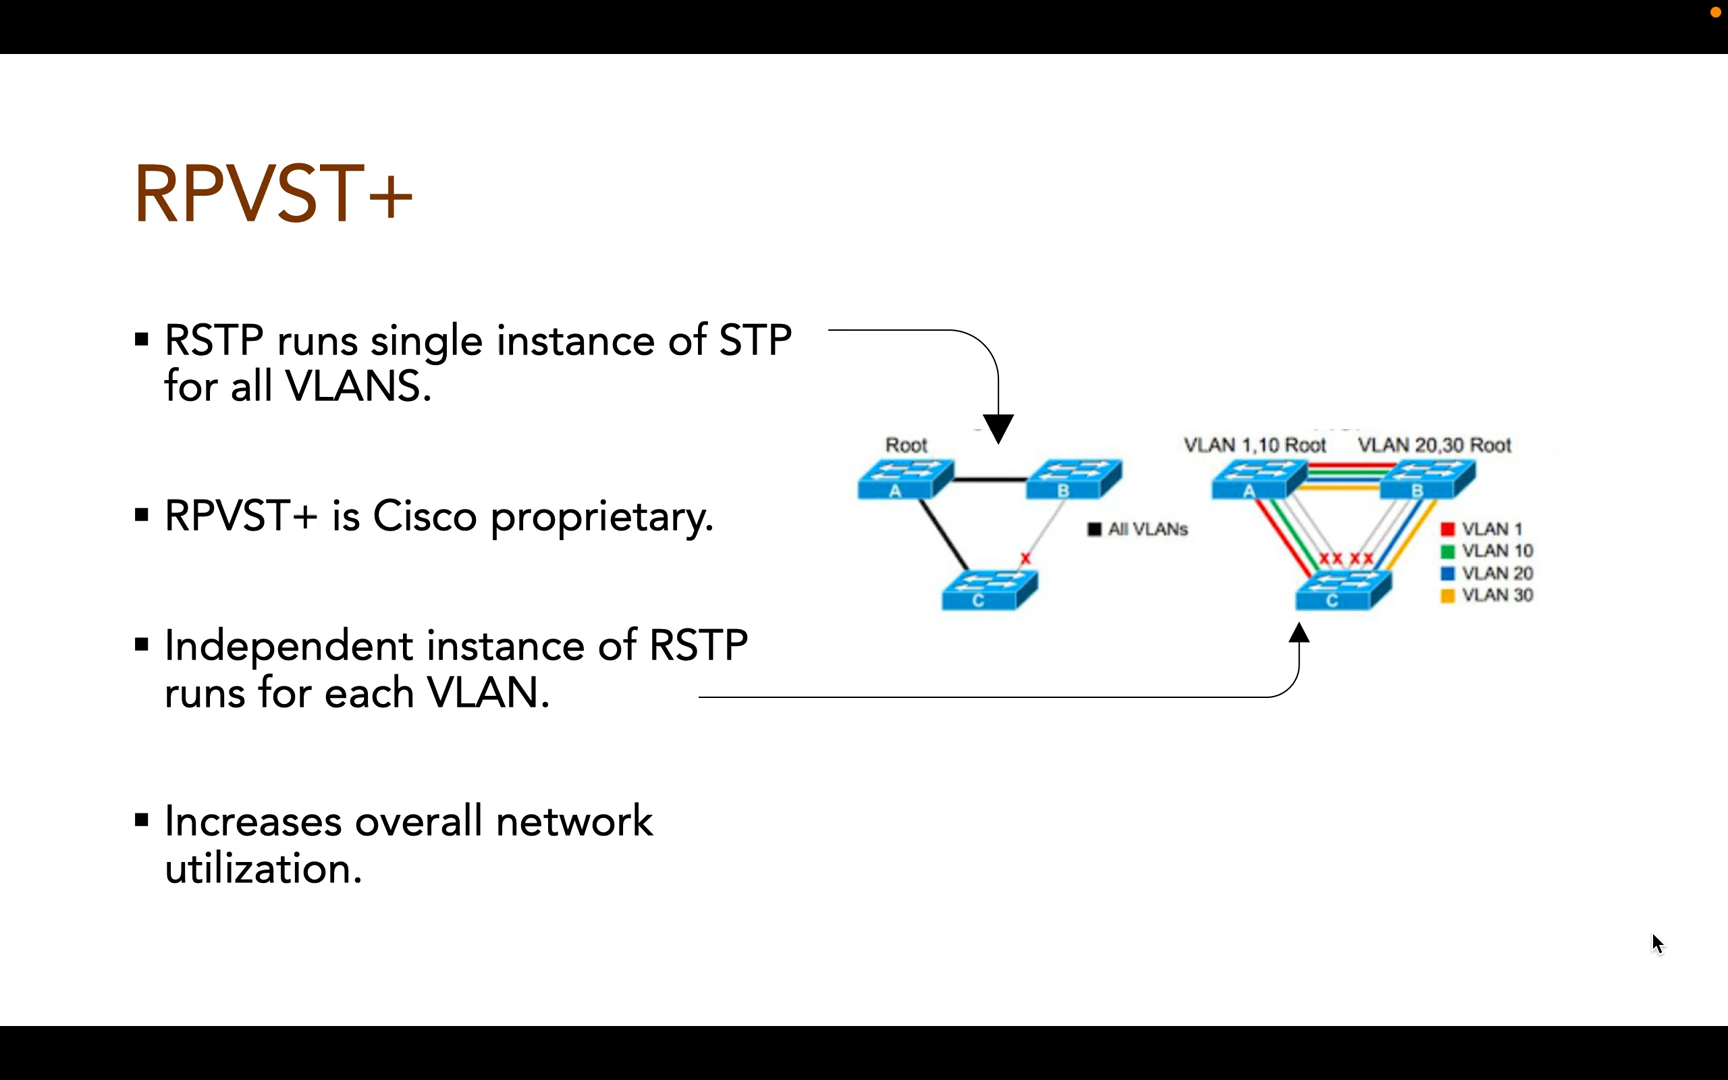 RPVST+
▪ RSTP runs single instance of STP
for all VLANS.
▪ RPVST+ is Cisco proprietary.
▪ Independent instance of RSTP
runs for each VLAN.
▪ Increases overall network
utilization.
Root
A
B
C
X
All VLANs
VLAN 1,10 Root
VLAN 20,30 Root
A
B
XX XX
C
VLAN 1
VLAN 10
VLAN 20
VLAN 30